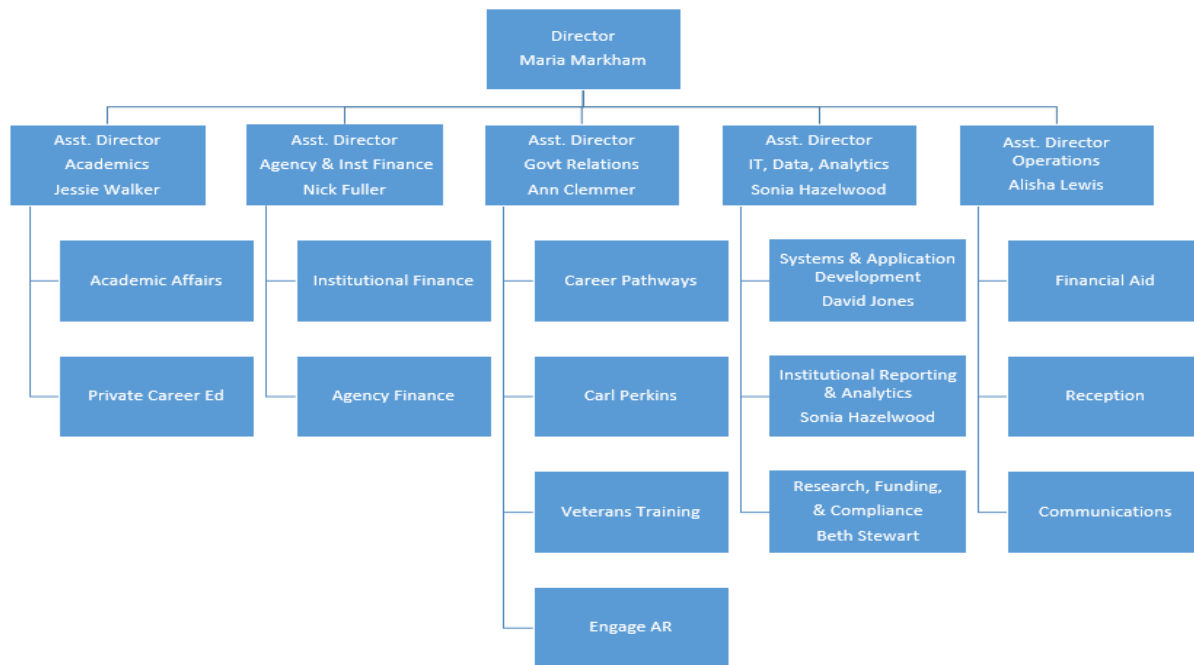 Director
Maria Markham
Asst. Director
Academics
Jessie Walker
Asst. Director
Agency & Inst Finance
Nick Fuller
Asst. Director
Govt Relations
Ann Clemmer
Asst. Director
IT, Data, Analytics
Sonia Hazelwood
Asst. Director
Operations
Alisha Lewis
Academic Affairs
Private Career Ed
Institutional Finance
Agency Finance
Career Pathways
Carl Perkins
Veterans Training
Engage AR
Systems & Application
Development
David Jones
Institutional Reporting
& Analytics
Sonia Hazelwood
Research, Funding,
& Compliance
Beth Stewart
Financial Aid
Reception
Communications